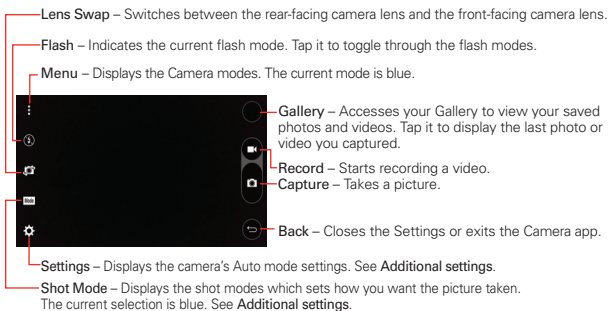 Lens Swap – Switches between the rear-facing camera lens and the front-facing camera lens.
Flash – Indicates the current flash mode. Tap it to toggle through the flash modes.
Menu – Displays the Camera modes. The current mode is blue.
Gallery – Accesses your Gallery to view your saved
photos and videos. Tap it to display the last photo or
video you captured.
Record – Starts recording a video.
Capture – Takes a picture.
Mode
Back – Closes the Settings or exits the Camera app.
Settings – Displays the camera's Auto mode settings. See Additional settings.
Shot Mode – Displays the shot modes which sets how you want the picture taken.
The current selection is blue. See Additional settings.